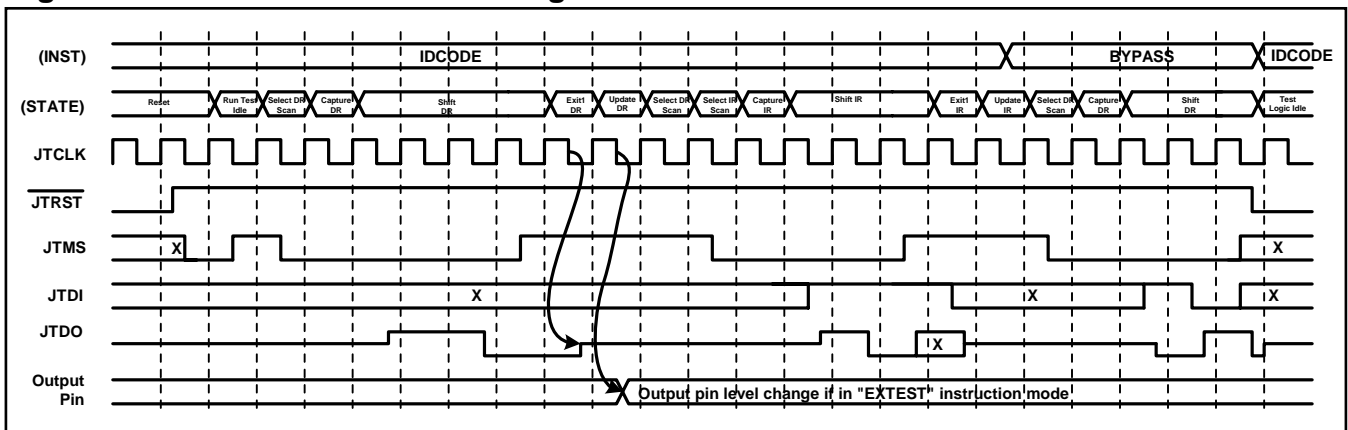 (INST)
IDCODE
BYPASS
IDCODE
(STATE)
Reset
Run Test
Idle
Select DR
Scan
Capture
DR
Shift
DR
Exit1
DR
Update
DR
Select DR
Scan
Select IR
Scan
Capture
IR
Shift IR
Exit1
IR
Update
IR
Select DR
Scan
Capture
DR
Shift
DR
Test
Logic Idle
JTCLK
JTRST
JTMS
X
X
JTDI
X
X
X
JTDO
X
Output
Pin
Output pin level change if in "EXTEST" instruction mode